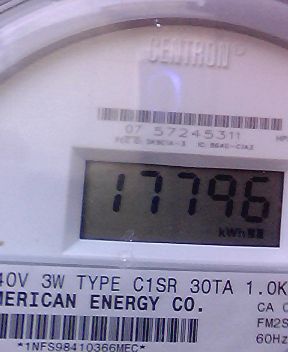 CENTRON®
07 57245311
17796
kWh
40V 3W TYPE C1SR 30TA 1.0K
MERICAN ENERGY CO.
CA
FM2S
60Hz
*1NFS98410366MEC*